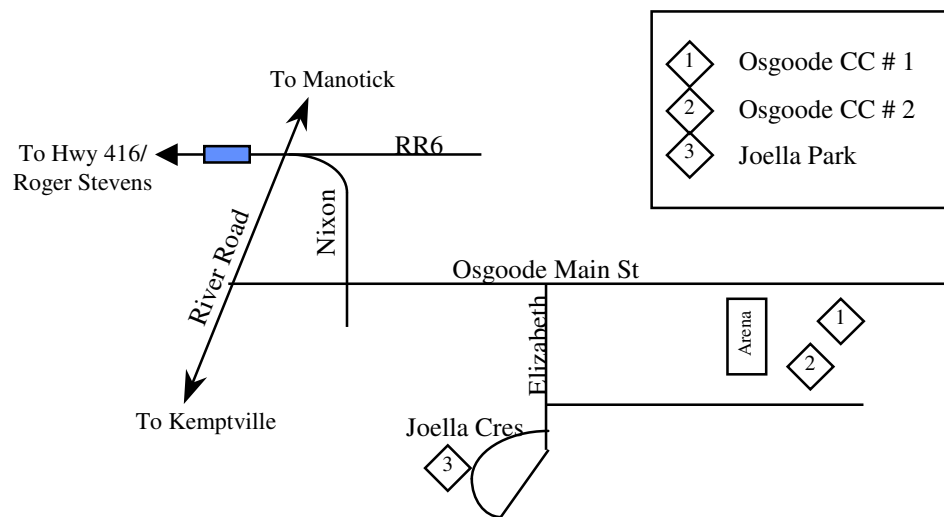 To Manotick
1 Osgoode CC # 1
2 Osgoode CC # 2
3 Joella Park
To Hwy 416/
Roger Stevens
RR6
Nixon
River Road
Osgoode Main St
Elizabeth
Arena
1
2
To Kemptville
Joella Cres
3